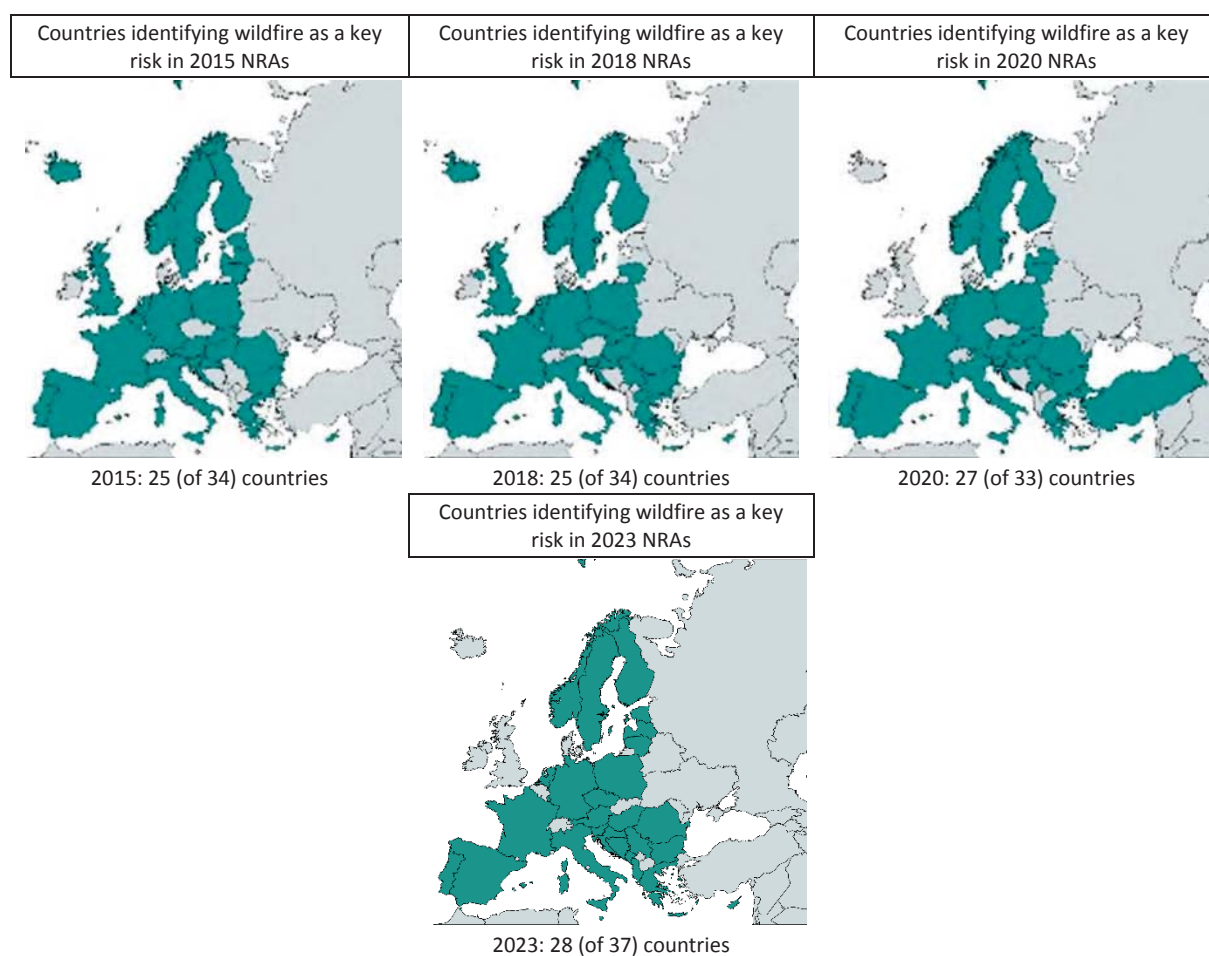 Countries identifying wildfire as a key
risk in 2015 NRAs
Countries identifying wildfire as a key
risk in 2018 NRAs
Countries identifying wildfire as a key
risk in 2020 NRAs
2015: 25 (of 34) countries
2018: 25 (of 34) countries
2020: 27 (of 33) countries
Countries identifying wildfire as a key
risk in 2023 NRAs
2023: 28 (of 37) countries